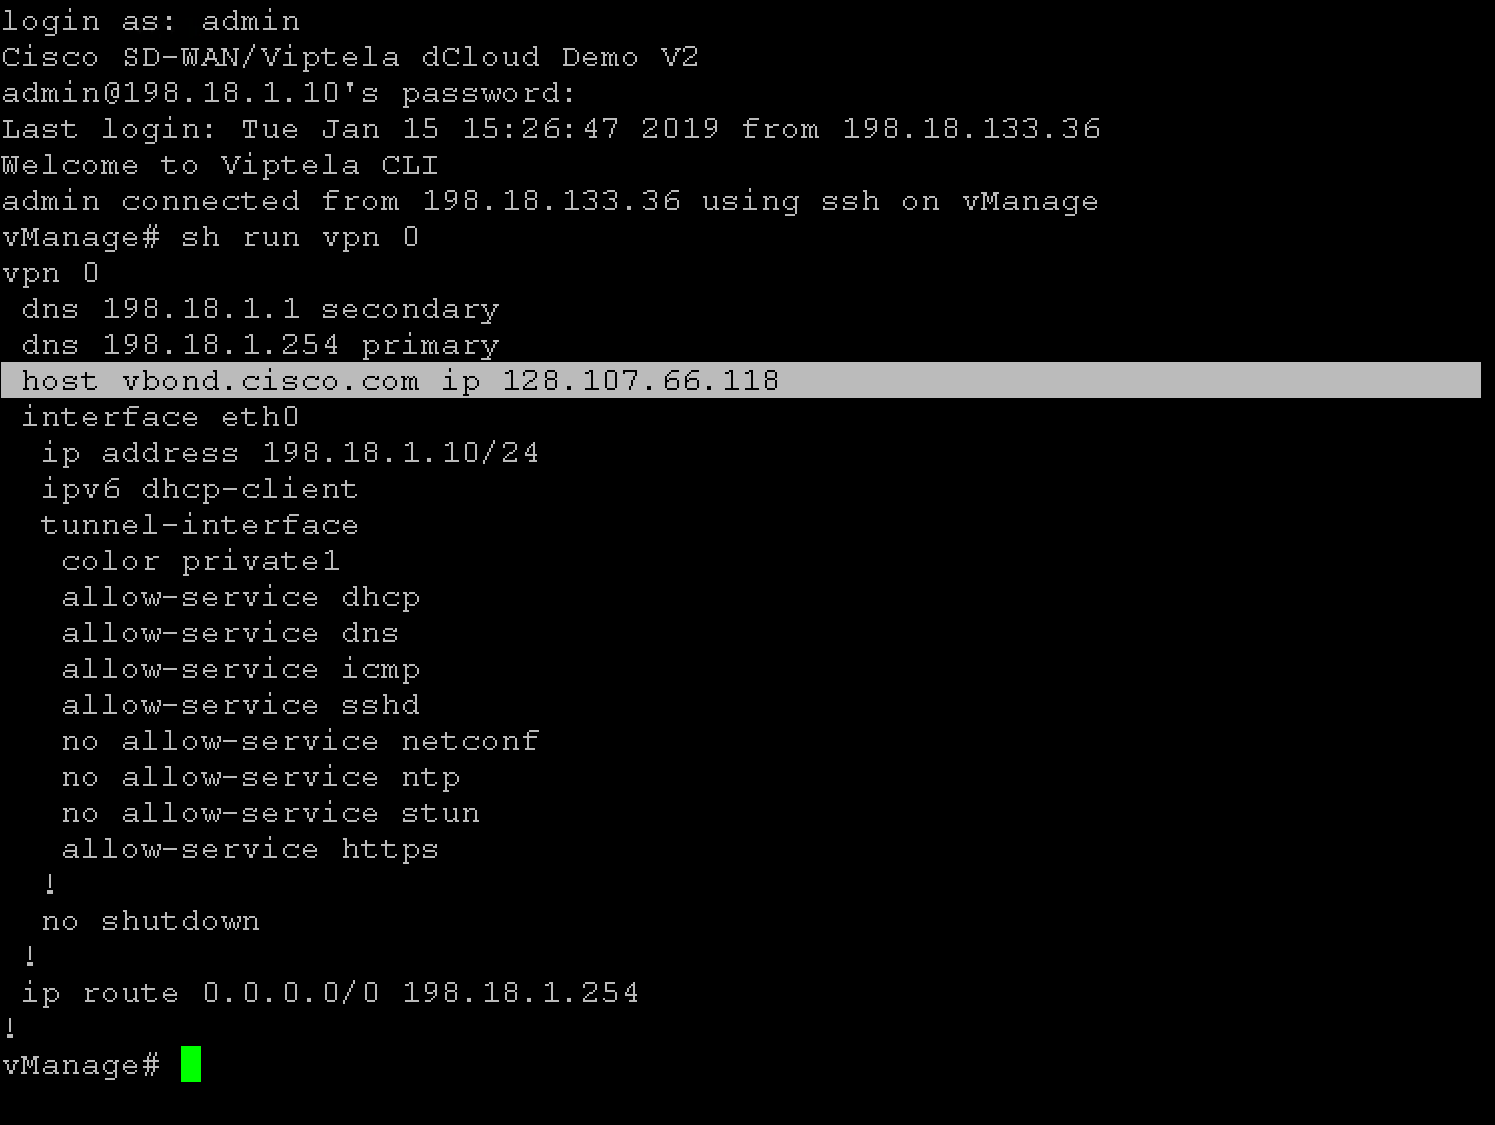 login as: admin
Cisco SD-WAN/Viptela dCloud Demo V2
admin@198.18.1.10's password:
Last login: Tue Jan 15 15:26:47 2019 from 198.18.133.36
Welcome to Viptela CLI
admin connected from 198.18.133.36 using ssh on vManage
vManage# sh run vpn 0
vpn 0
 dns 198.18.1.1 secondary
 dns 198.18.1.254 primary
 host vbond.cisco.com ip 128.107.66.118
 interface eth0
  ip address 198.18.1.10/24
  ipv6 dhcp-client
  tunnel-interface
   color private1
   allow-service dhcp
   allow-service dns
   allow-service icmp
   allow-service sshd
   no allow-service netconf
   no allow-service ntp
   no allow-service stun
   allow-service https
  !
  no shutdown
 !
 ip route 0.0.0.0/0 198.18.1.254
!
vManage#